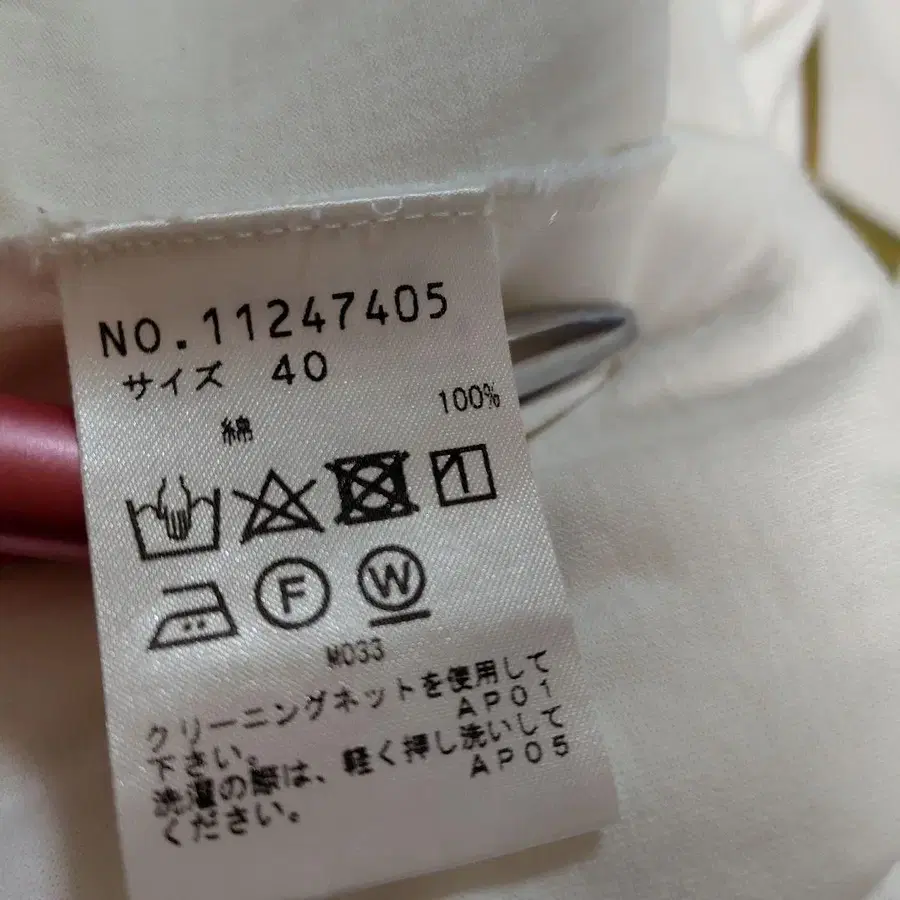 NO.11247405
サイズ 40
綿 100%
F W
M033
クリーニングネットを使用して
下さい。 AP01
洗濯の際は、軽く押し洗いして
ください。 AP05